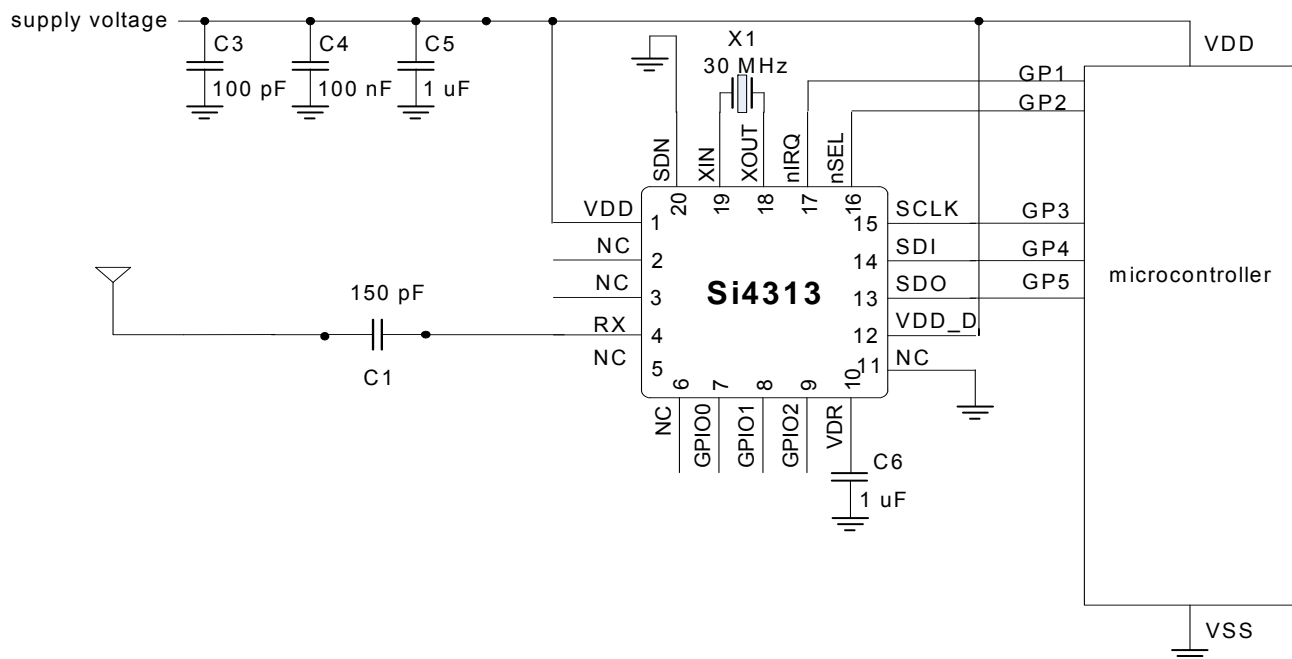 supply voltage
C3
100 pF
C4
100 nF
C5
1 uF
X1
30 MHz
VDD
GP1
GP2
SDN
XIN
XOUT
nIRQ
nSEL
20
19
18
17
16
VDD
1
NC
2
NC
3
RX
4
NC
5
Si4313
15
SCLK
GP3
14
SDI
GP4
13
SDO
GP5
12
VDD_D
11
NC
microcontroller
150 pF
C1
6
7
8
9
10
NC
GPIO0
GPIO1
GPIO2
VDR
C6
1 uF
VSS